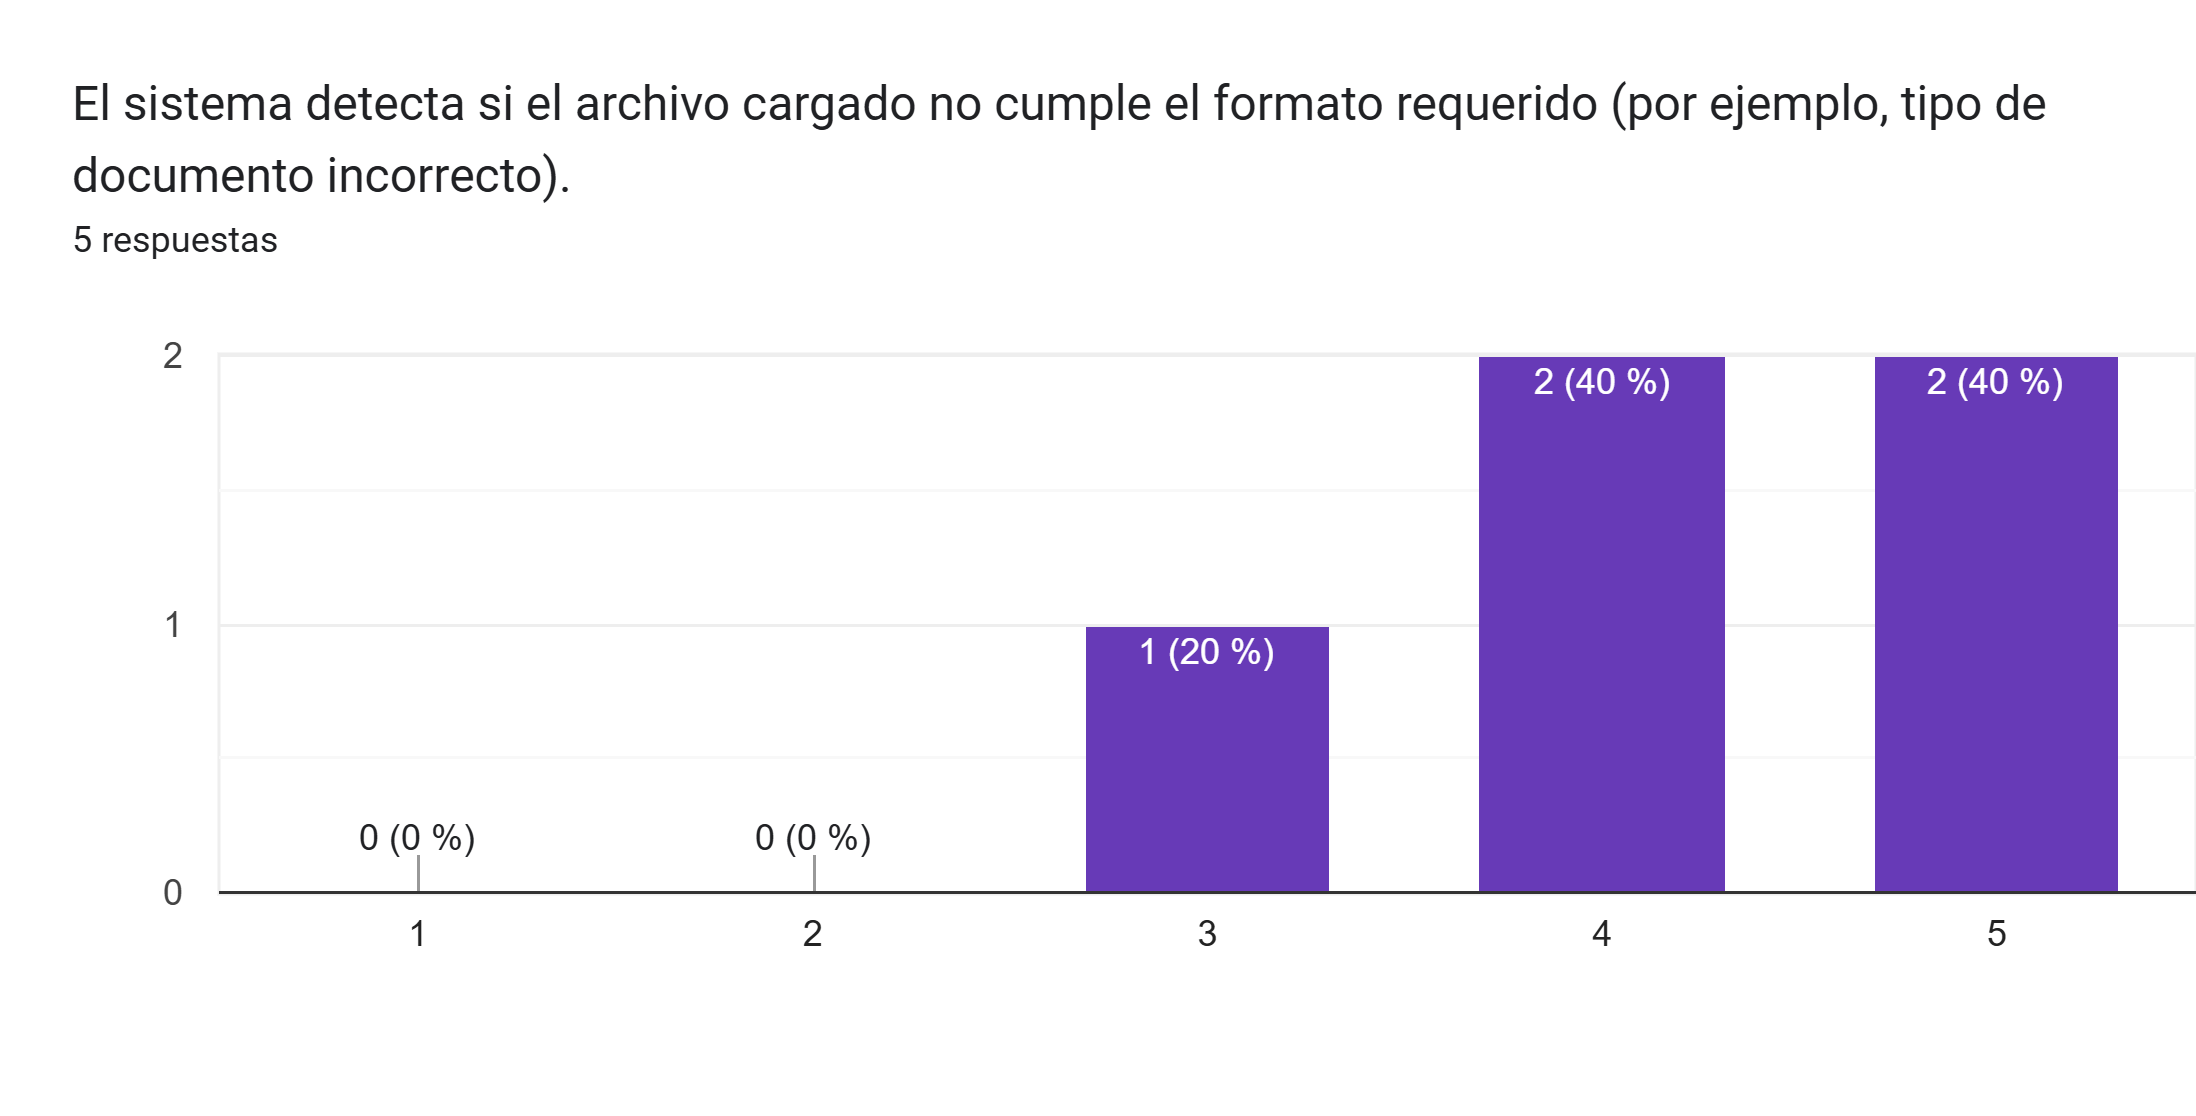 El sistema detecta si el archivo cargado no cumple el formato requerido (por ejemplo, tipo de
documento incorrecto).
5 respuestas
2
1
0
0 (0 %)
0 (0 %)
1 (20 %)
2 (40 %)
2 (40 %)
1
2
3
4
5